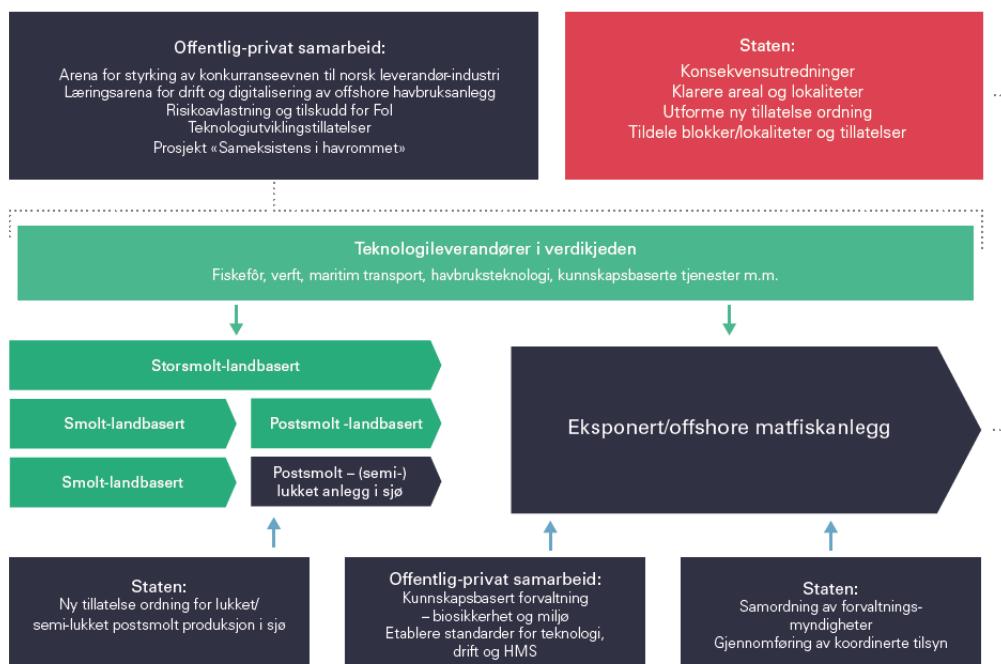 Offentlig-privat samarbeid:
Arena for styrking av konkurranseevnen til norsk leverandør-industri
Læringsarena for drift og digitalisering av offshore havbruksanlegg
Risikoavlastning og tilskudd for FoI
Teknologiutviklingstillatelser
Prosjekt «Sameksistens i havrommet»
Staten:
Konsekvensutredninger
Klarere areal og lokaliteter
Utforme ny tillatelse ordning
Tildele blokker/lokaliteter og tillatelser
Teknologileverandører i verdikjeden
Fiskefôr, verft, maritim transport, havbruksteknologi, kunnskapsbaserte tjenester m.m.
Storsmolt-landbasert
Smolt-landbasert
Postsmolt -landbasert
Smolt-landbasert
Postsmolt – (semi-)
lukket anlegg i sjø
Eksponert/offshore matfiskanlegg
Staten:
Ny tillatelse ordning for lukket/
semi-lukket postsmolt produksjon i sjø
Offentlig-privat samarbeid:
Kunnskapsbasert forvaltning
– biosikkerhet og miljø
Etablere standarder for teknologi,
drift og HMS
Staten:
Samordning av forvaltnings-
myndigheter
Gjennomføring av koordinerte tilsyn